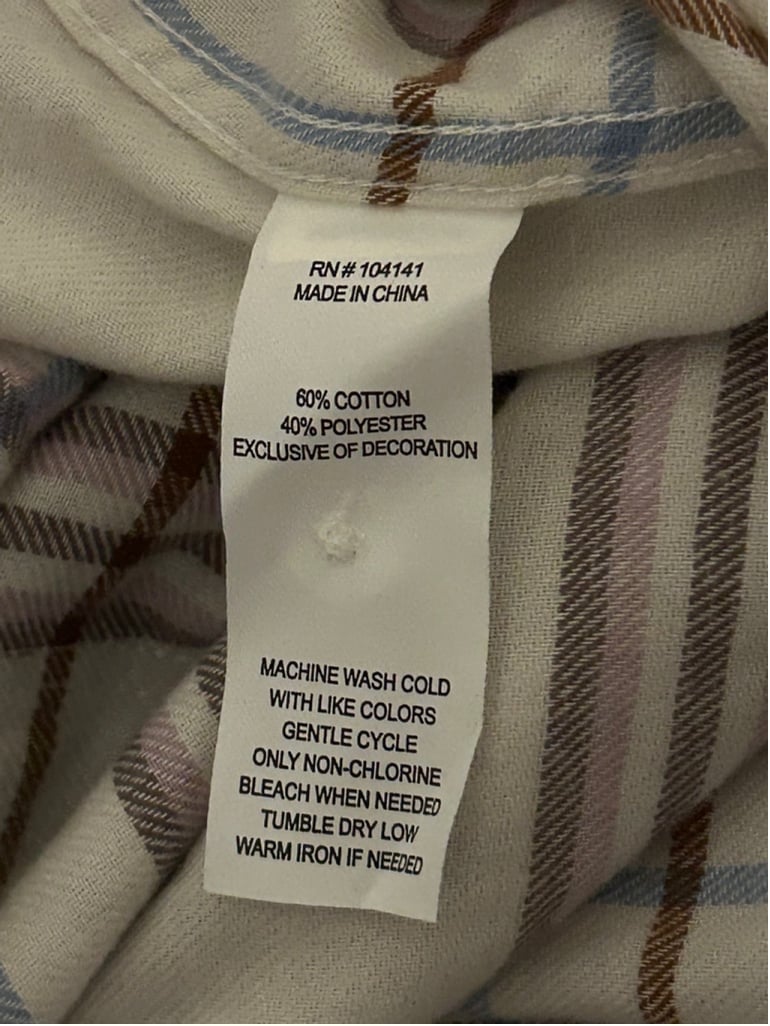 RN# 104141
MADE IN CHINA
60% COTTON
40% POLYESTER
EXCLUSIVE OF DECORATION
MACHINE WASH COLD
WITH LIKE COLORS
GENTLE CYCLE
ONLY NON-CHLORINE
BLEACH WHEN NEEDED
TUMBLE DRY LOW
WARM IRON IF NEEDED